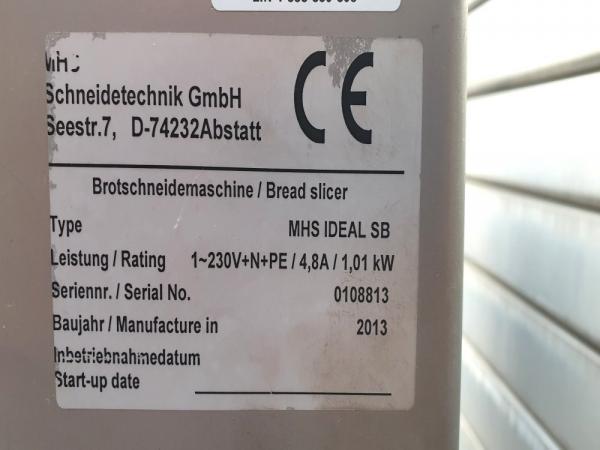 MHS
Schneidetechnik GmbH
Seestr.7, D-74232Abstatt
CE
Brotschneidemaschine / Bread slicer
Type MHS IDEAL SB
Leistung / Rating 1~230V+N+PE / 4,8A / 1,01 kW
Seriennr. / Serial No. 0108813
Baujahr / Manufacture in 2013
Inbetriebnahmedatum
Start-up date